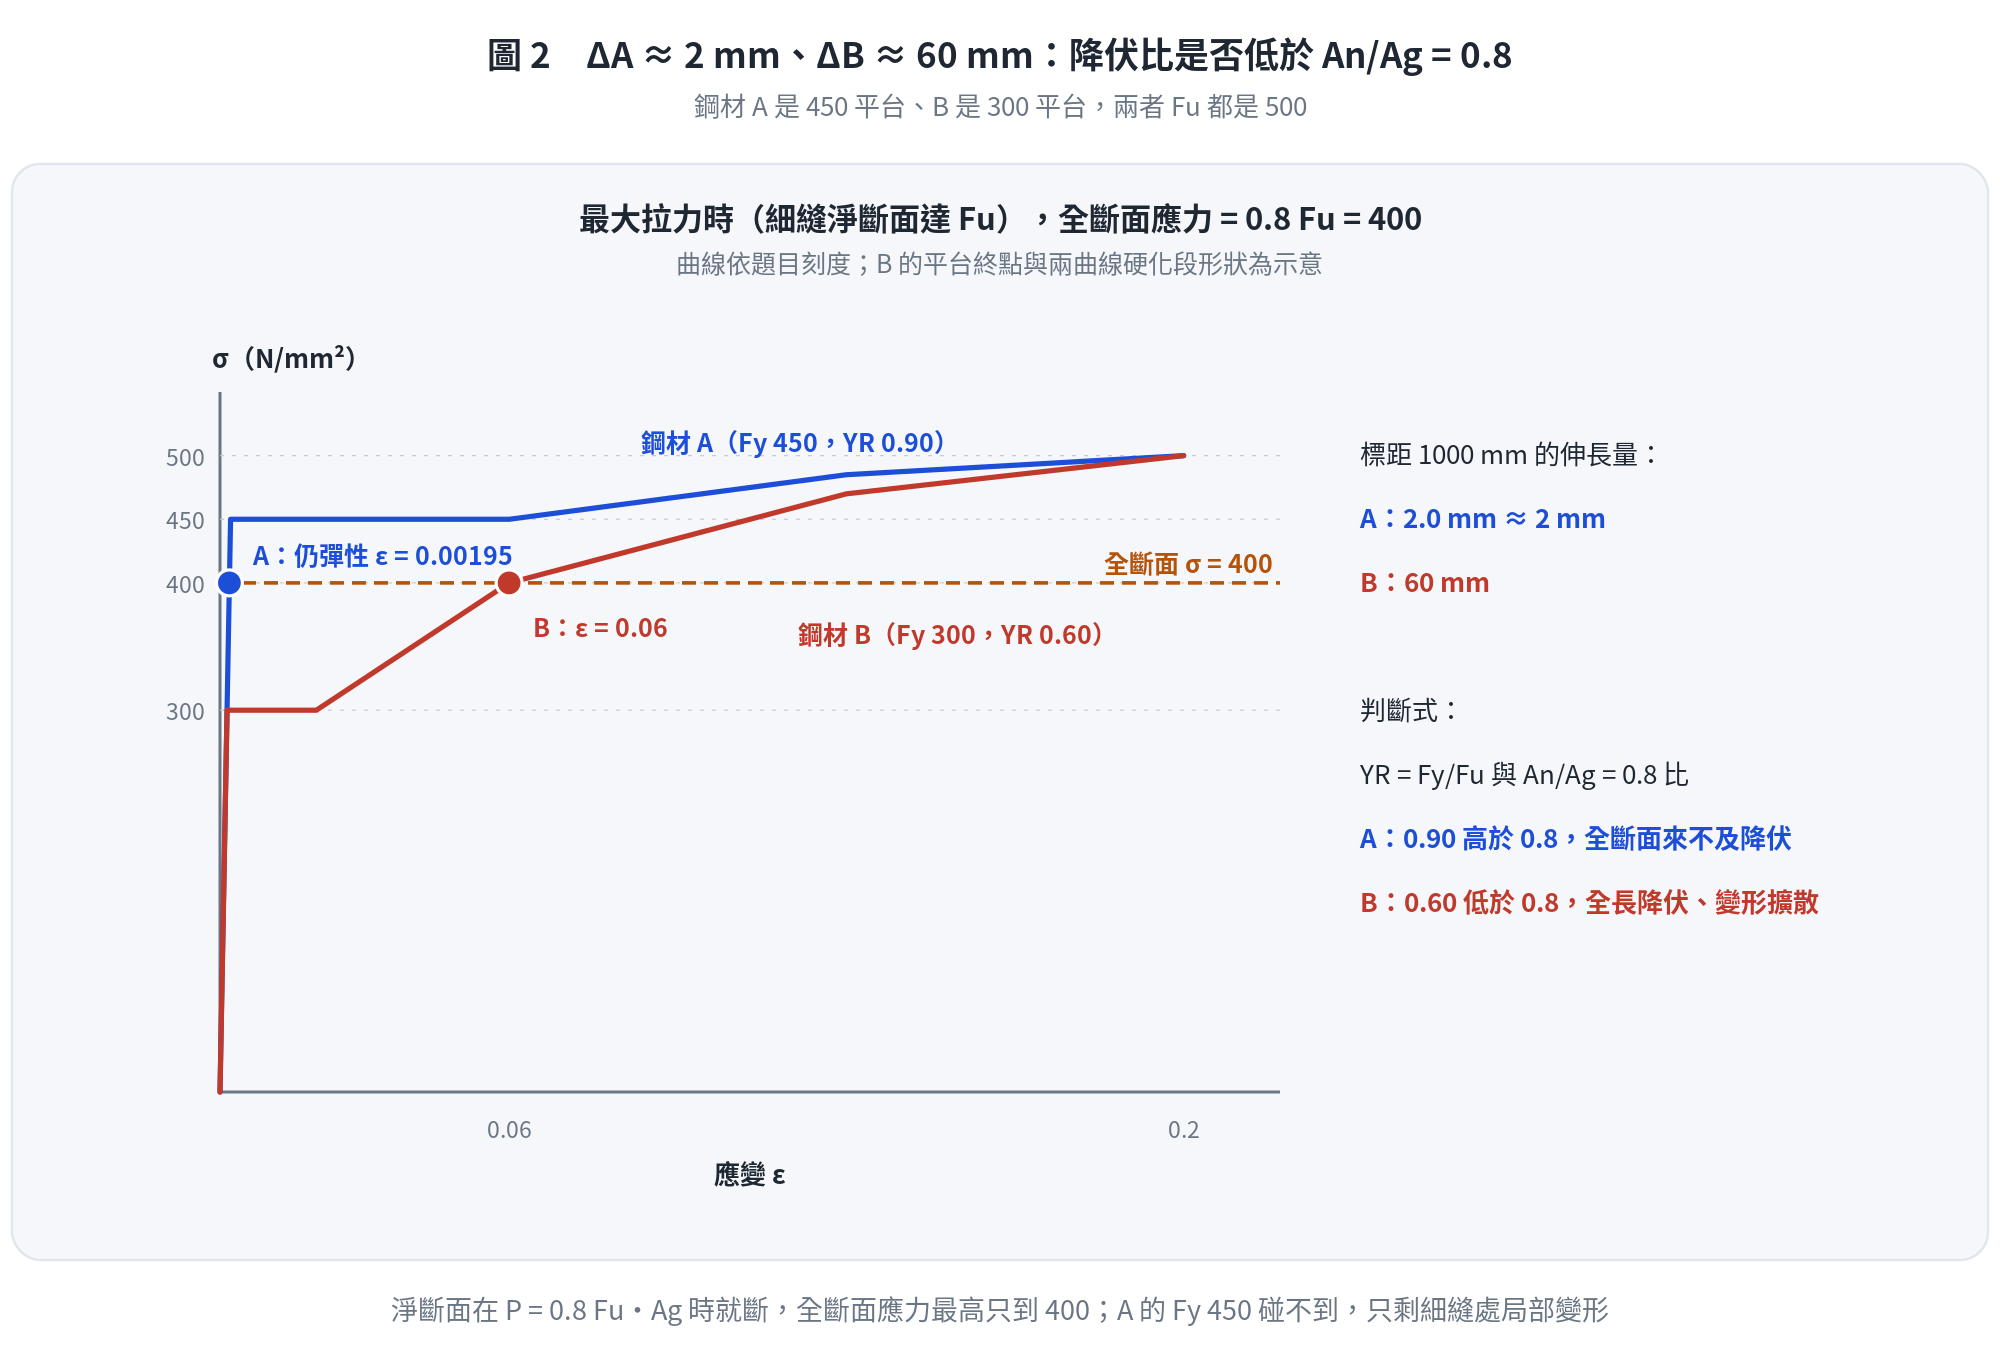 圖 2　ΔA ≈ 2 mm、ΔB ≈ 60 mm：降伏比是否低於 An/Ag = 0.8
鋼材 A 是 450 平台、B 是 300 平台，兩者 Fu 都是 500
最大拉力時（細縫淨斷面達 Fu），全斷面應力 = 0.8 Fu = 400
曲線依題目刻度；B 的平台終點與兩曲線硬化段形狀為示意
σ（N/mm²）
500
450
400
300
鋼材 A（Fy 450，YR 0.90）
A：仍彈性 ε = 0.00195
全斷面 σ = 400
B：ε = 0.06
鋼材 B（Fy 300，YR 0.60）
0.06
0.2
應變 ε
標距 1000 mm 的伸長量：
A：2.0 mm ≈ 2 mm
B：60 mm
判斷式：
YR = Fy/Fu 與 An/Ag = 0.8 比
A：0.90 高於 0.8，全斷面來不及降伏
B：0.60 低於 0.8，全長降伏、變形擴散
淨斷面在 P = 0.8 Fu・Ag 時就斷，全斷面應力最高只到 400；A 的 Fy 450 碰不到，只剩細縫處局部變形